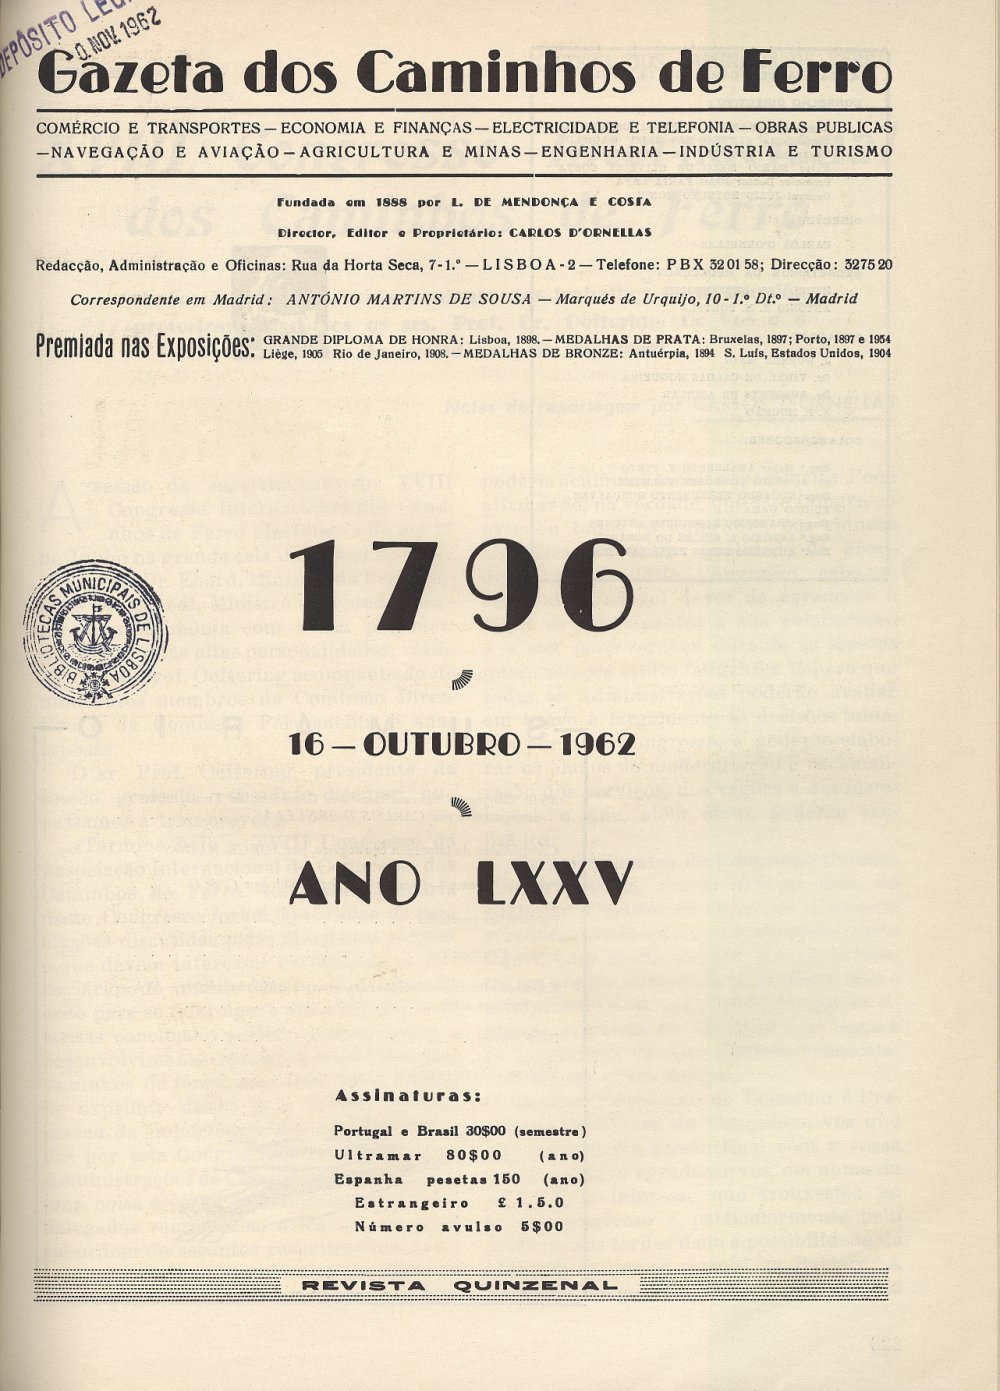 DEPÓSITO LEGAL
0. NOV. 1962
Gazeta dos Caminhos de Ferro
COMÉRCIO E TRANSPORTES — ECONOMIA E FINANÇAS — ELECTRICIDADE E TELEFONIA — OBRAS PUBLICAS
— NAVEGAÇÃO E AVIAÇÃO — AGRICULTURA E MINAS — ENGENHARIA — INDÚSTRIA E TURISMO
Fundada em 1888 por L. DE MENDONÇA E COSTA
Director, Editor e Proprietário: CARLOS D'ORNELLAS
Redacção, Administração e Oficinas: Rua da Horta Seca, 7-1.º — LISBOA-2 — Telefone: PBX 320158; Direcção: 327520
Correspondente em Madrid: ANTÓNIO MARTINS DE SOUSA — Marqués de Urquijo, 10-1.º Dt.º — Madrid
Premiada nas Exposições:
GRANDE DIPLOMA DE HONRA: Lisboa, 1898. — MEDALHAS DE PRATA: Bruxelas, 1897; Porto, 1897 e 1954
Liège, 1905 Rio de Janeiro, 1908. — MEDALHAS DE BRONZE: Antuérpia, 1894 S. Luís, Estados Unidos, 1904
1796
BIBLIOTECAS MUNICIPAIS DE LISBOA
16 — OUTUBRO — 1962
ANO LXXV
Assinaturas:
Portugal e Brasil 30$00 (semestre)
Ultramar 80$00 (ano)
Espanha pesetas 150 (ano)
Estrangeiro £ 1.5.0
Número avulso 5$00
REVISTA QUINZENAL